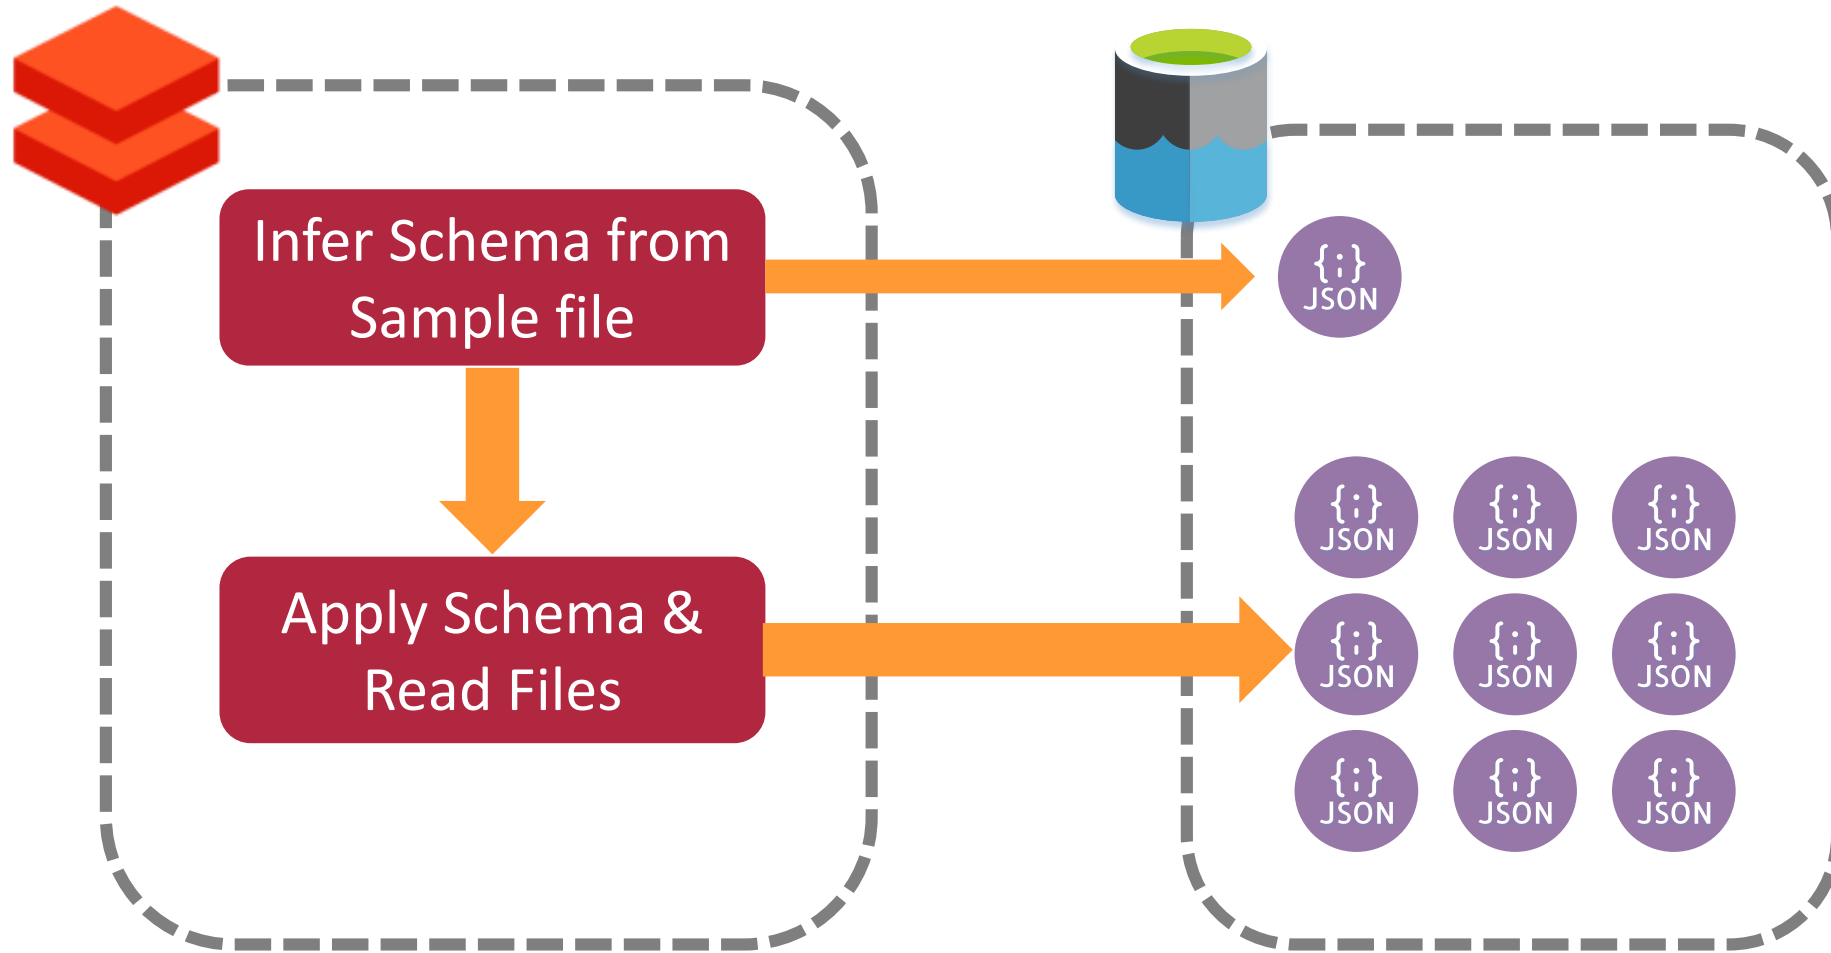 Infer Schema from
Sample file
{;}
JSON
Apply Schema &
Read Files
{;} {;} {;}
JSON JSON JSON
{;} {;} {;}
JSON JSON JSON
{;} {;} {;}
JSON JSON JSON